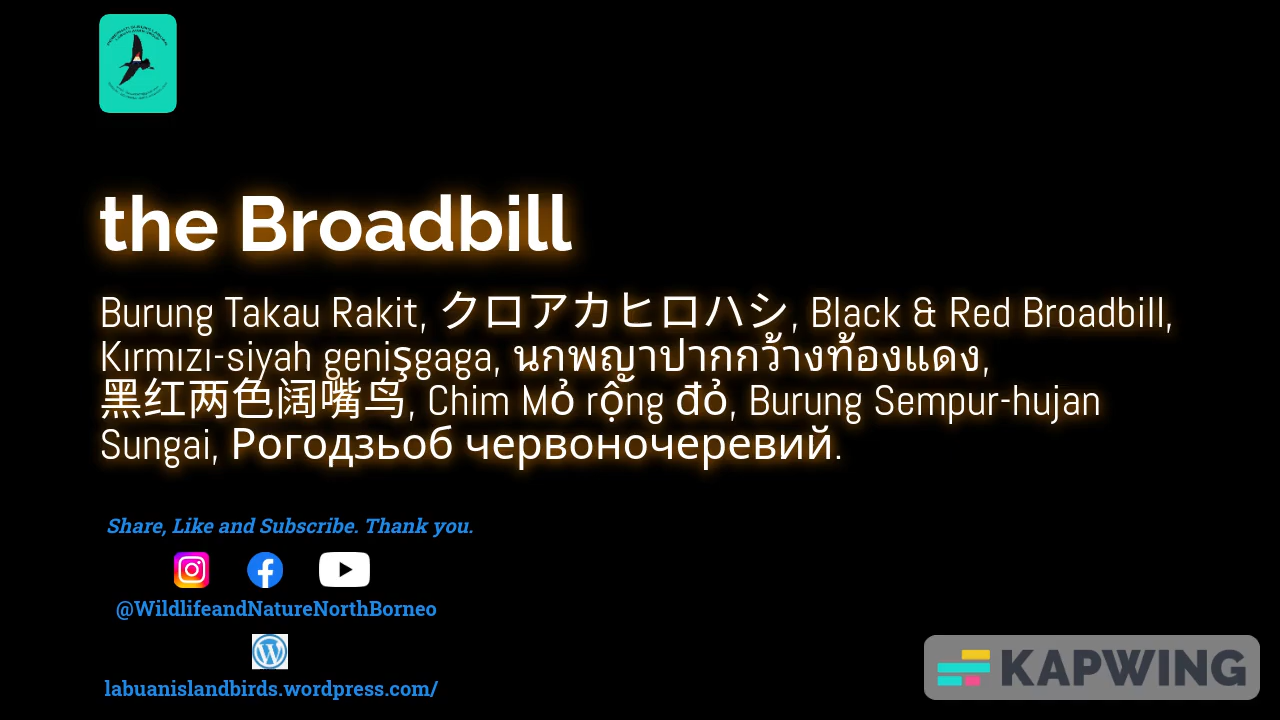 the Broadbill
Burung Takau Rakit, クロアカヒロハシ, Black & Red Broadbill,
Kırmızı-siyah genişgaga, นกพญาปากกว้างท้องแดง,
黑红两色阔嘴鸟, Chim Mỏ rộng đỏ, Burung Sempur-hujan
Sungai, Рогодзьоб червоночеревий.
Share, Like and Subscribe. Thank you.
@WildlifeandNatureNorthBorneo
labuanislandbirds.wordpress.com/
KAPWING